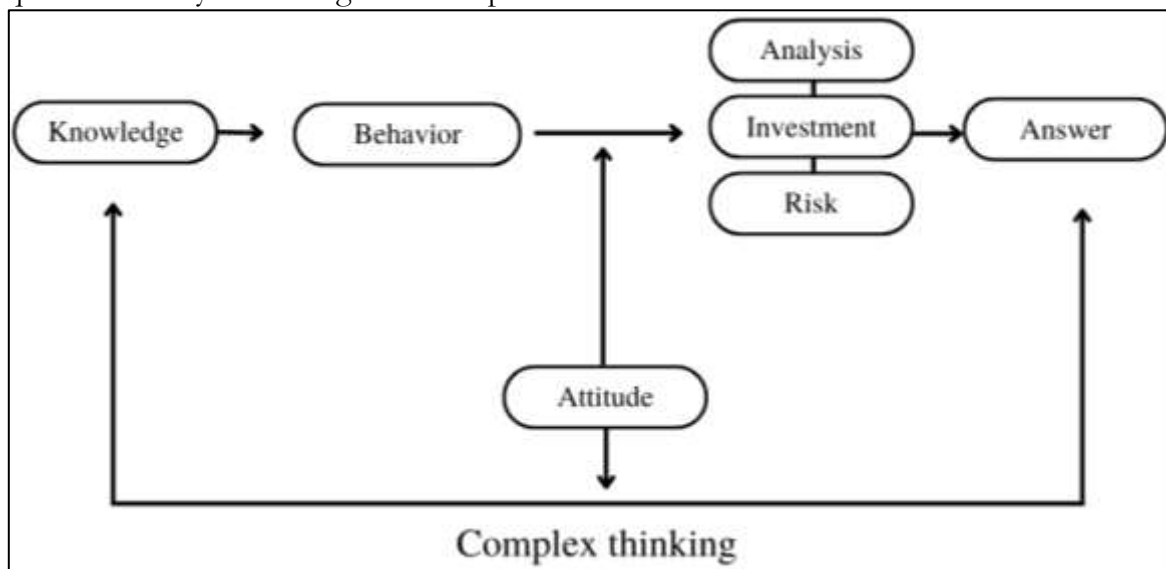 Analysis
Knowledge
Behavior
Investment
Answer
Risk
Attitude
Complex thinking